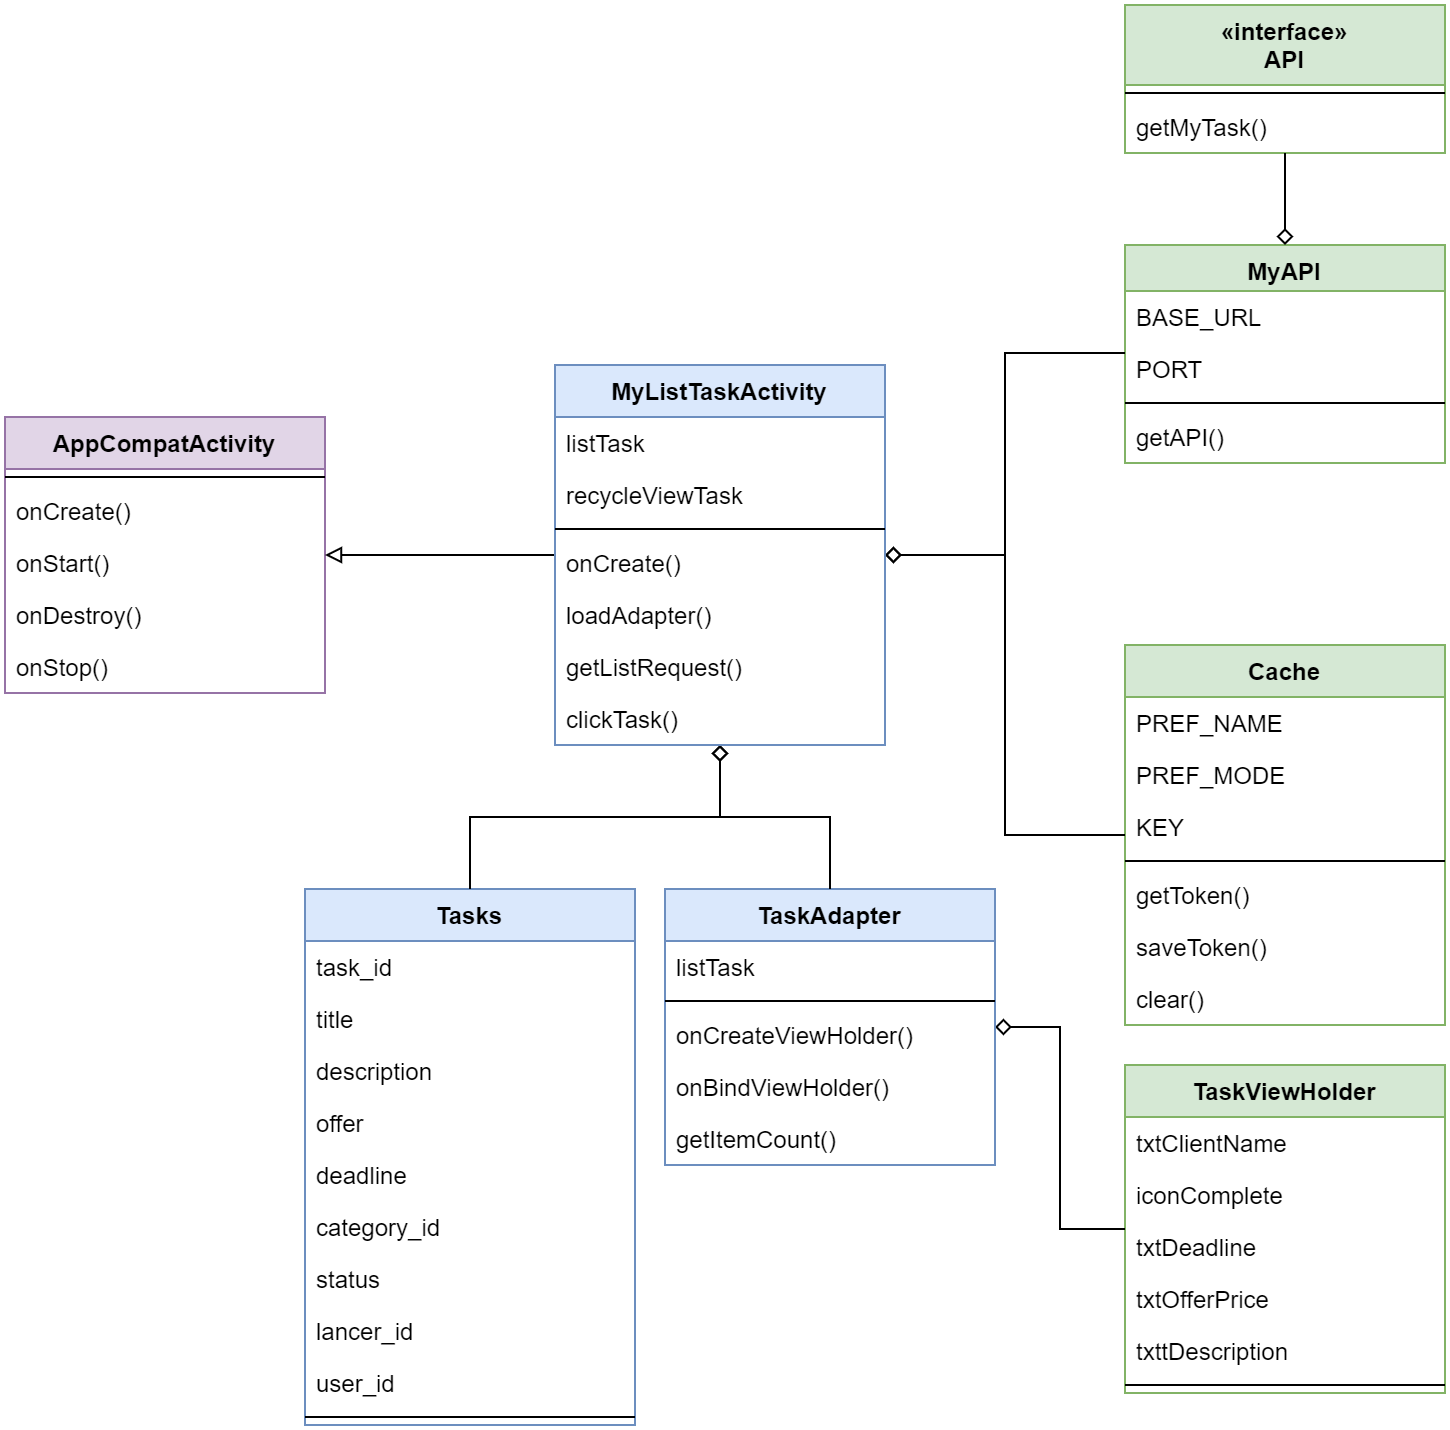 «interface»
API
getMyTask()
MyAPI
BASE_URL
PORT
getAPI()
MyListTaskActivity
listTask
recycleViewTask
onCreate()
loadAdapter()
getListRequest()
clickTask()
AppCompatActivity
onCreate()
onStart()
onDestroy()
onStop()
Cache
PREF_NAME
PREF_MODE
KEY
getToken()
saveToken()
clear()
Tasks
task_id
title
description
offer
deadline
category_id
status
lancer_id
user_id
TaskAdapter
listTask
onCreateViewHolder()
onBindViewHolder()
getItemCount()
TaskViewHolder
txtClientName
iconComplete
txtDeadline
txtOfferPrice
txttDescription